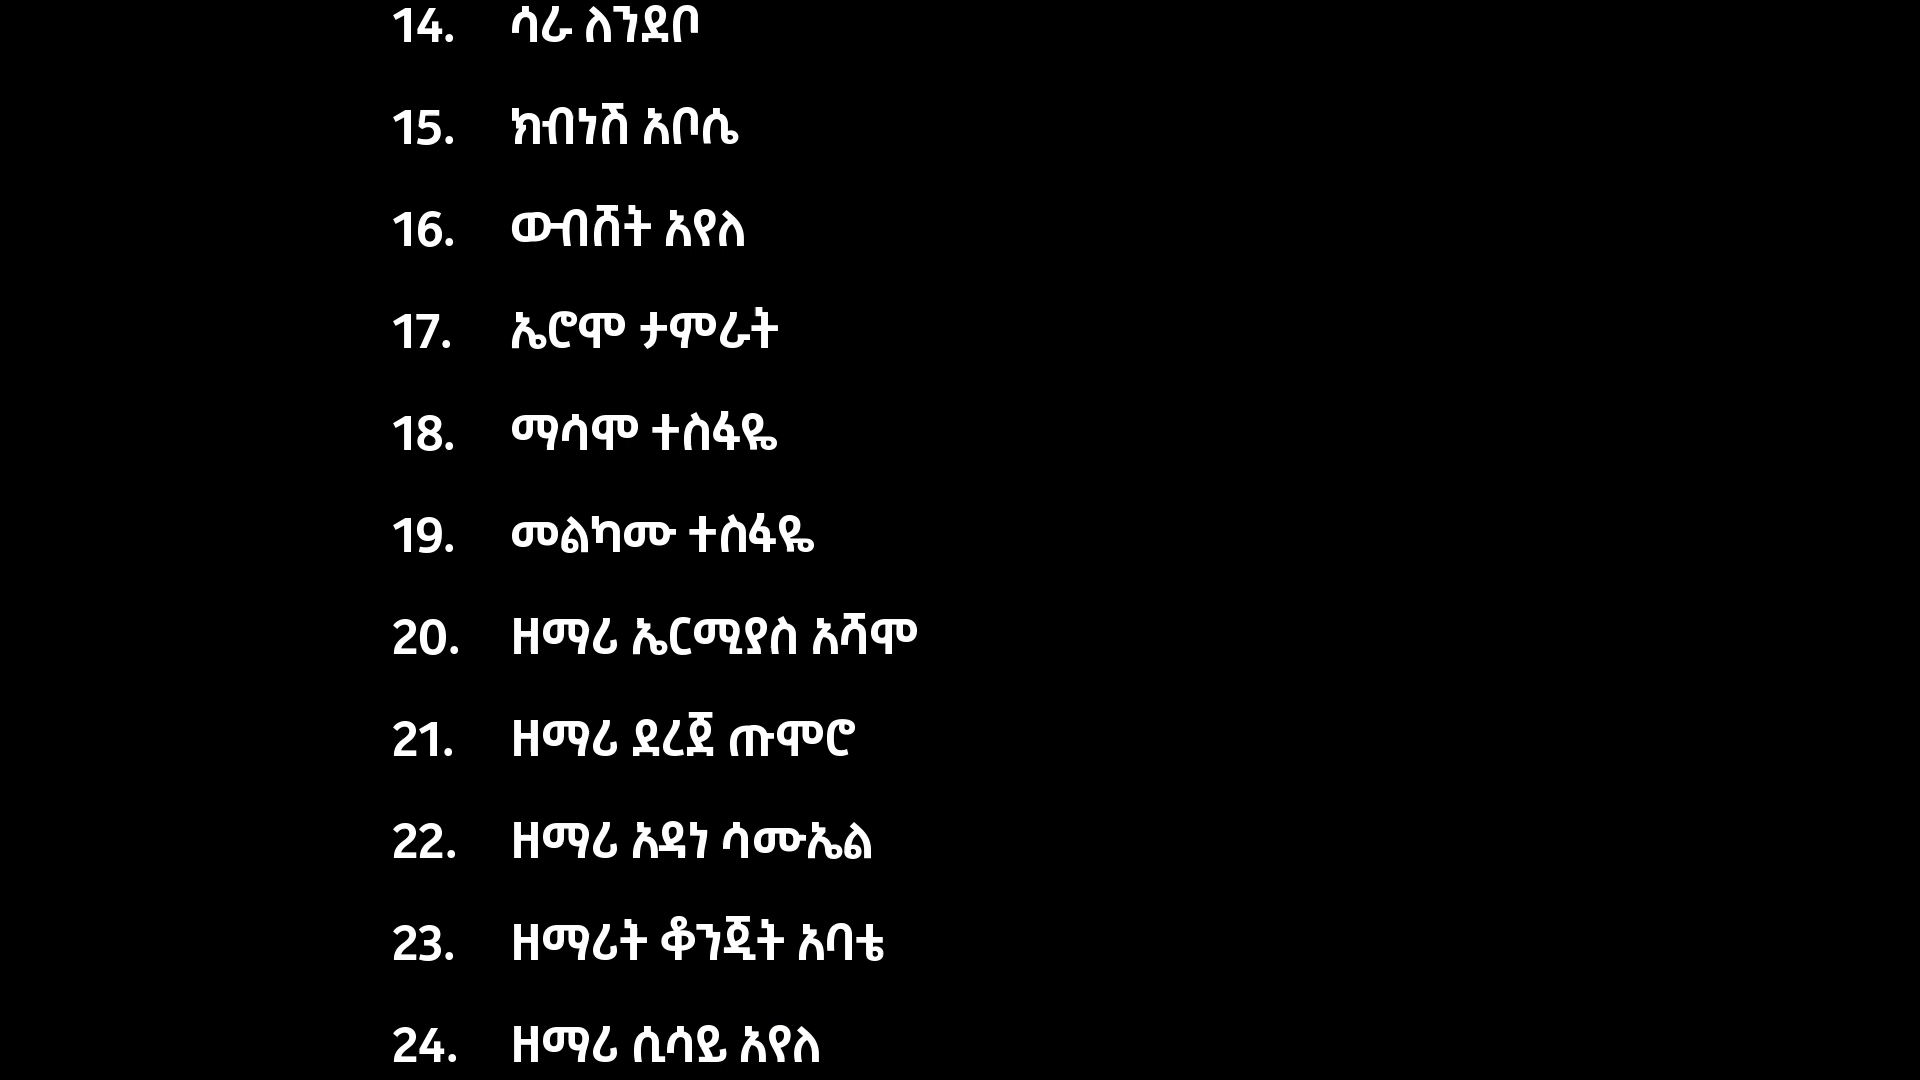 14. ሳራ ለንደቦ
15. ክብነሽ አቦሴ
16. ውብሸት አየለ
17. ኤሮሞ ታምራት
18. ማሳሞ ተስፋዬ
19. መልካሙ ተስፋዬ
20. ዘማሪ ኤርሚያስ አሻሞ
21. ዘማሪ ደረጀ ጡሞሮ
22. ዘማሪ አዳነ ሳሙኤል
23. ዘማሪት ቆንጂት አባቴ
24. ዘማሪ ሲሳይ አየለ